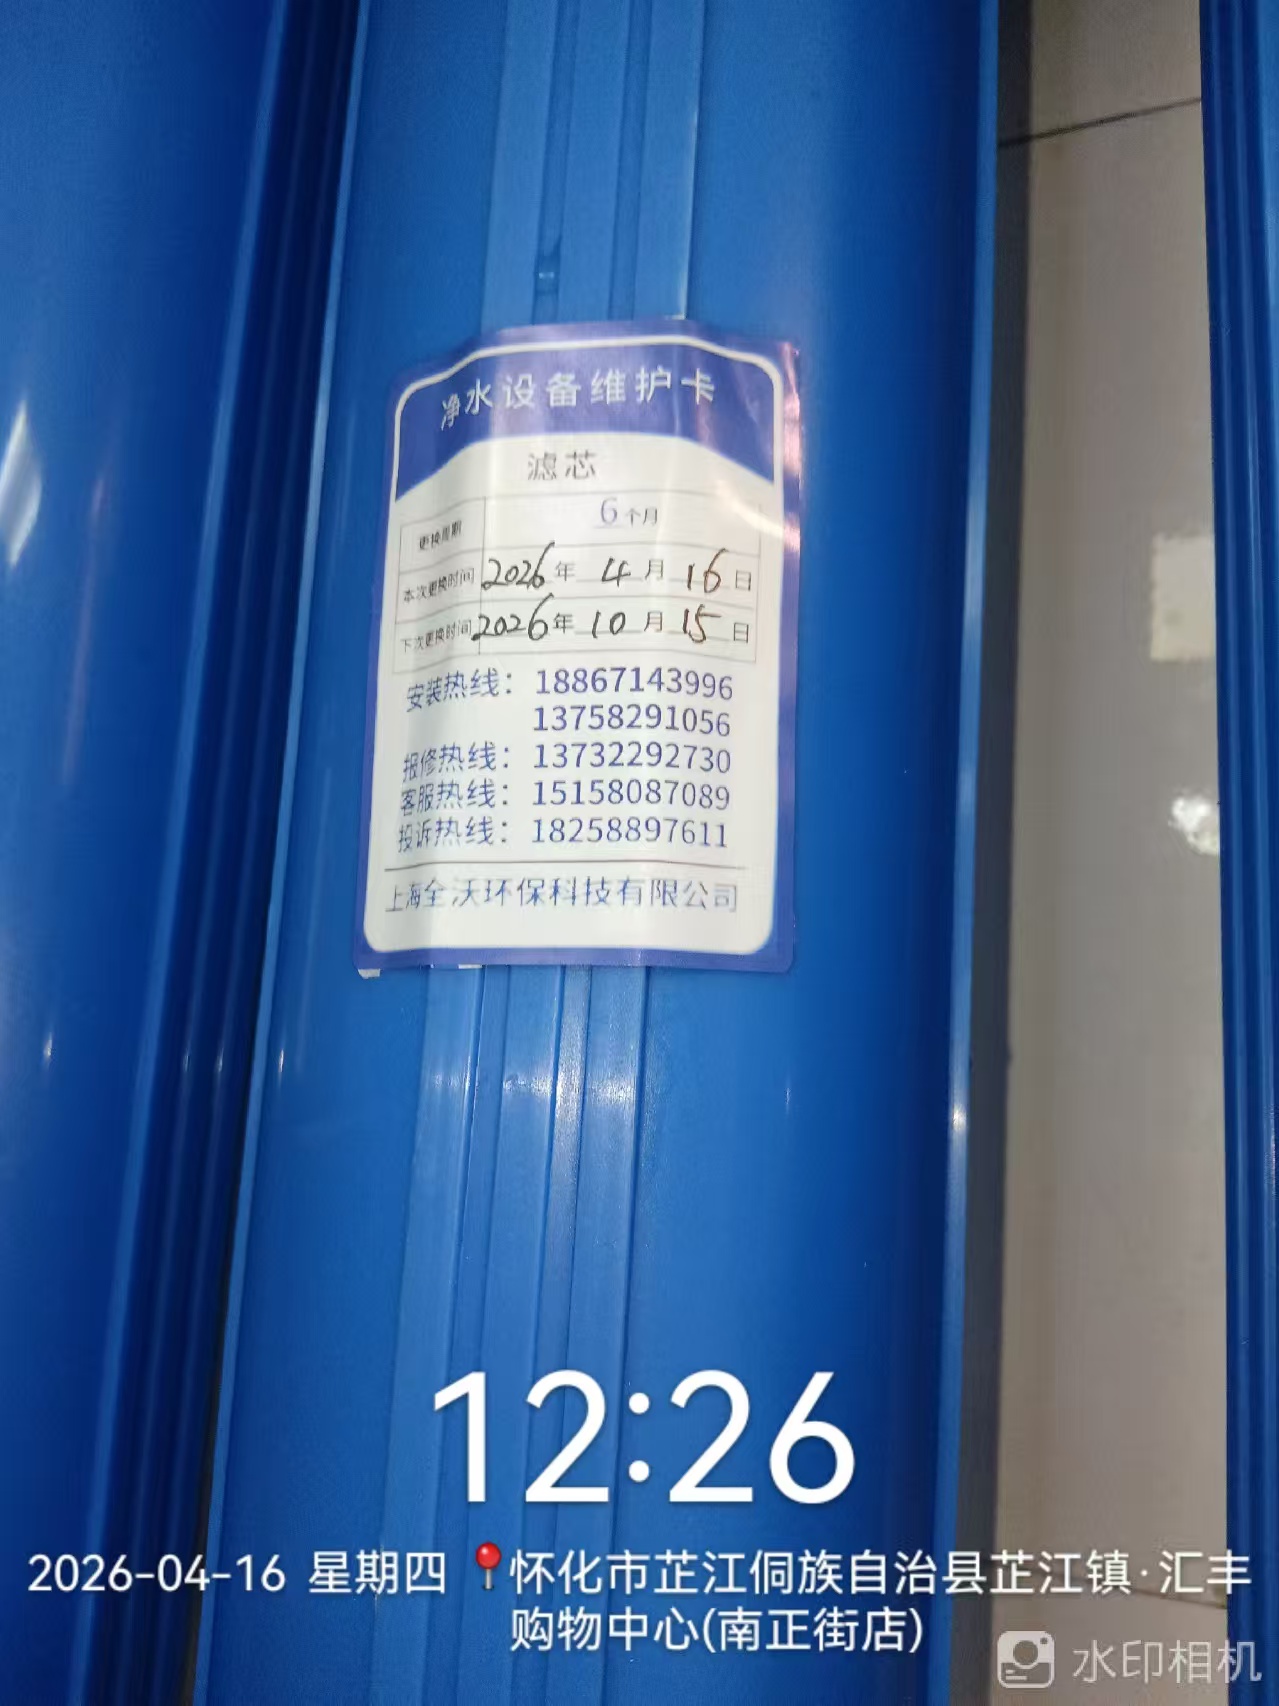 净水设备维护卡
滤芯
更换周期 6个月
本次更换时间 2026年 4月 16日
下次更换时间 2026年 10月 15日
安装热线：18867143996
13758291056
报修热线：13732292730
客服热线：15158087089
投诉热线：18258897611
上海全沃环保科技有限公司
12:26
2026-04-16 星期四 怀化市芷江侗族自治县芷江镇·汇丰
购物中心(南正街店)
水印相机